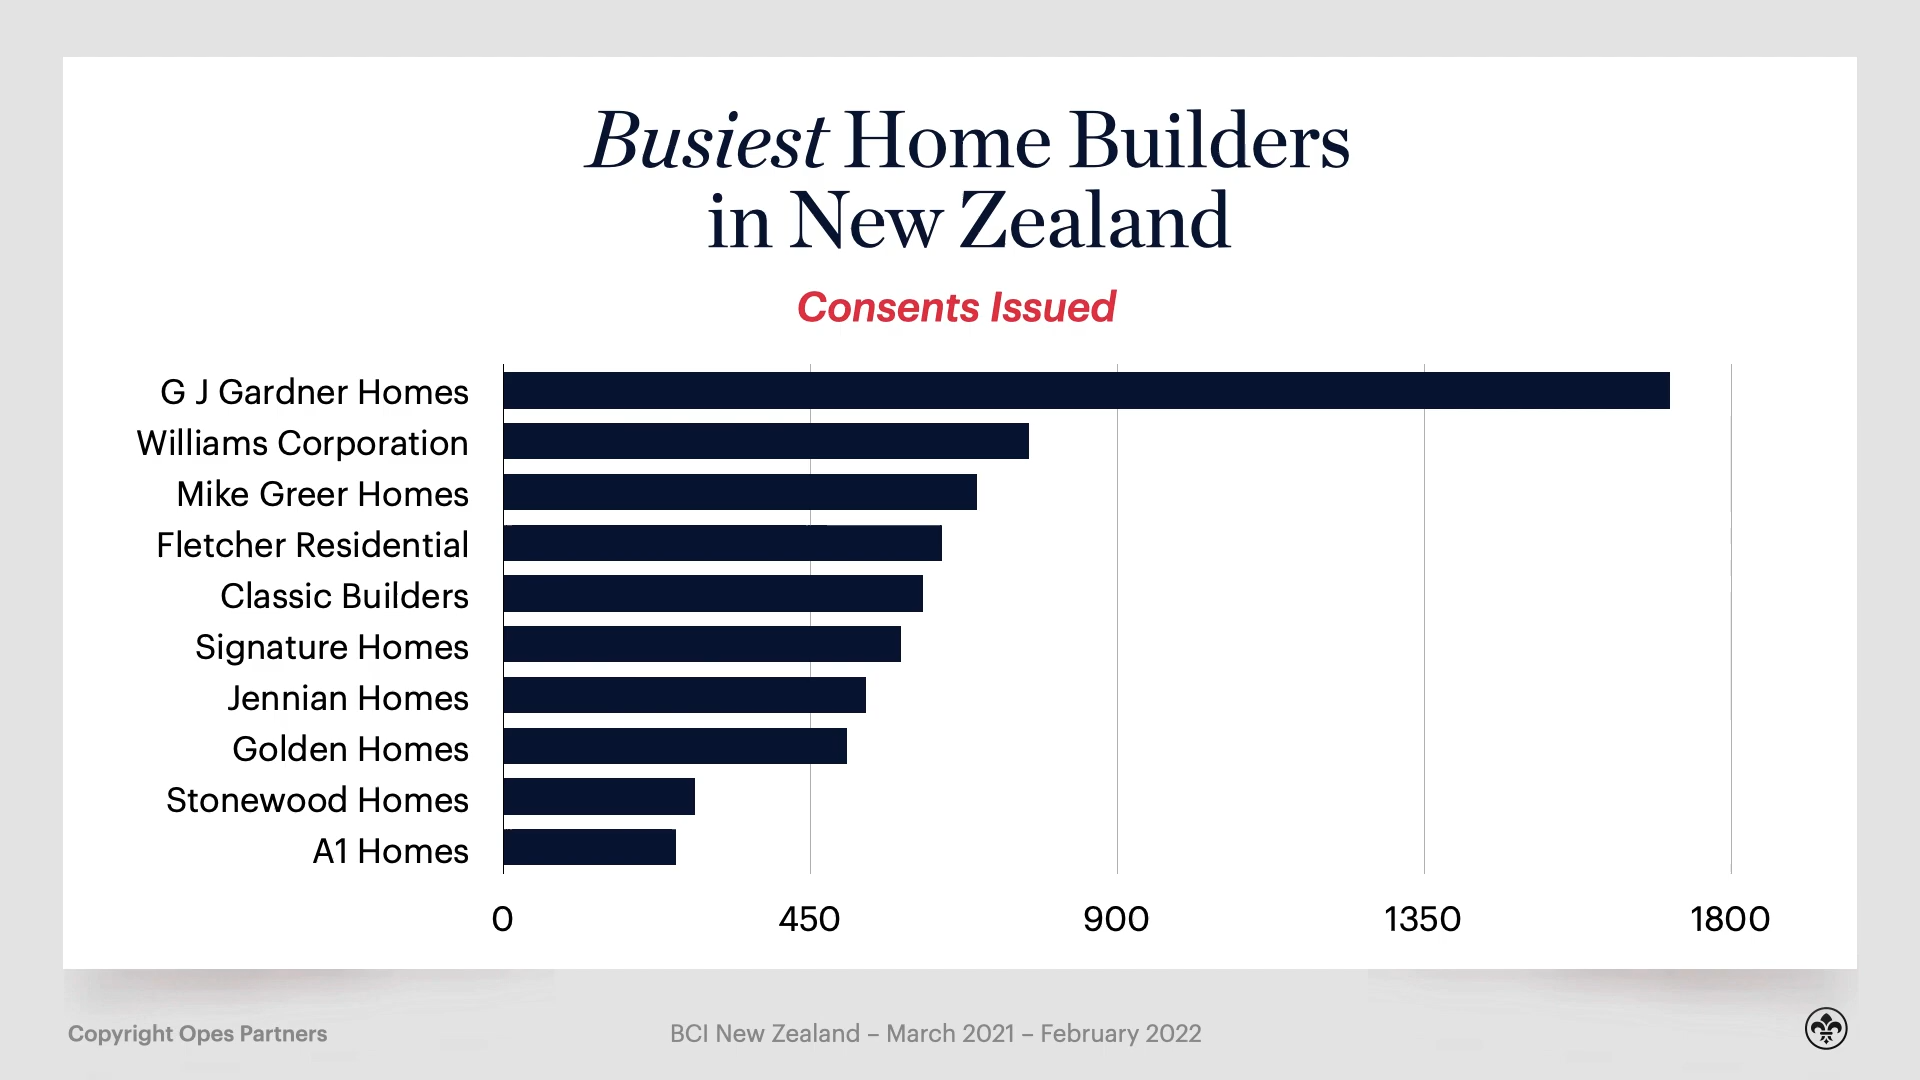 Busiest Home Builders
in New Zealand
Consents Issued
G J Gardner Homes
Williams Corporation
Mike Greer Homes
Fletcher Residential
Classic Builders
Signature Homes
Jennian Homes
Golden Homes
Stonewood Homes
A1 Homes
0 450 900 1350 1800
Copyright Opes Partners
BCI New Zealand – March 2021 – February 2022